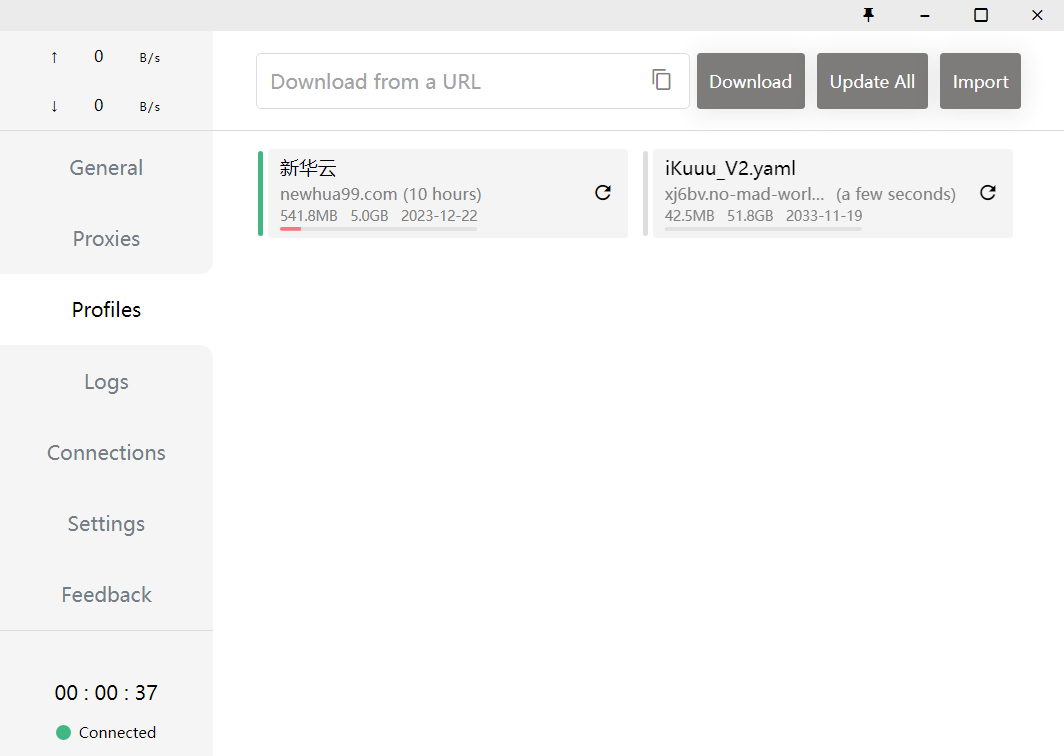 ↑ 0 B/s
↓ 0 B/s
General
Proxies
Profiles
Logs
Connections
Settings
Feedback
00 : 00 : 37
Connected
Download from a URL
Download
Update All
Import
新华云
newhua99.com (10 hours)
541.8MB 5.0GB 2023-12-22
iKuuu_V2.yaml
xj6bv.no-mad-worl... (a few seconds)
42.5MB 51.8GB 2033-11-19